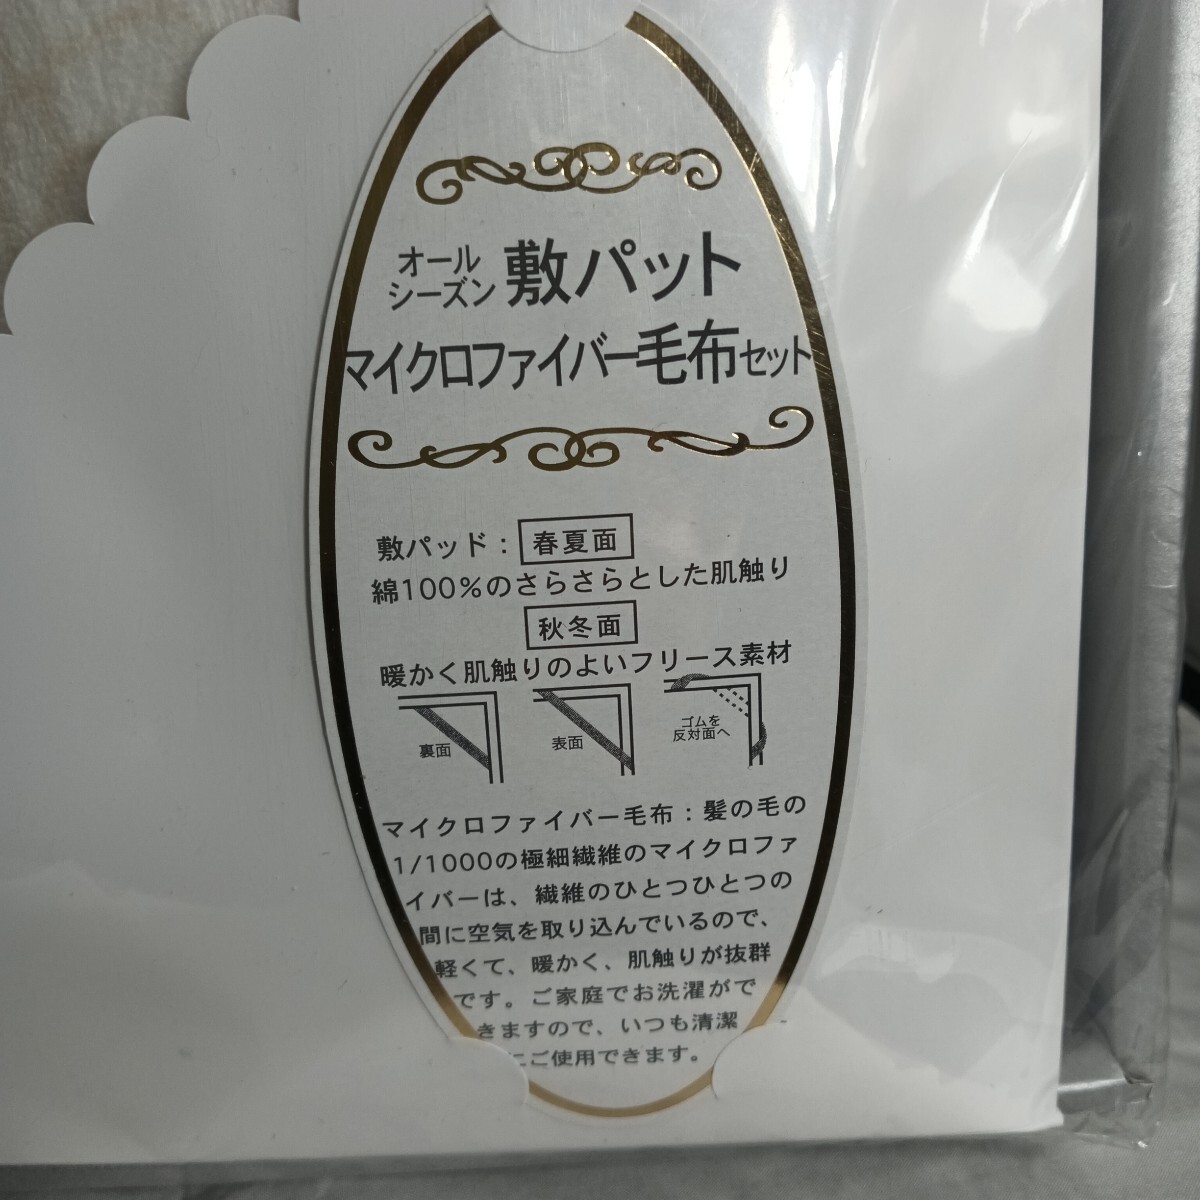 オール
シーズン 敷パット
マイクロファイバー毛布セット
敷パッド： 春夏面
綿100%のさらさらとした肌触り
秋冬面
暖かく肌触りのよいフリース素材
裏面
表面
ゴムを
反対面へ
マイクロファイバー毛布：髪の毛の
1/1000の極細繊維のマイクロファ
イバーは、繊維のひとつひとつの
間に空気を取り込んでいるので、
軽くて、暖かく、肌触りが抜群
です。ご家庭でお洗濯がで
きますので、いつも清潔
にご使用できます。